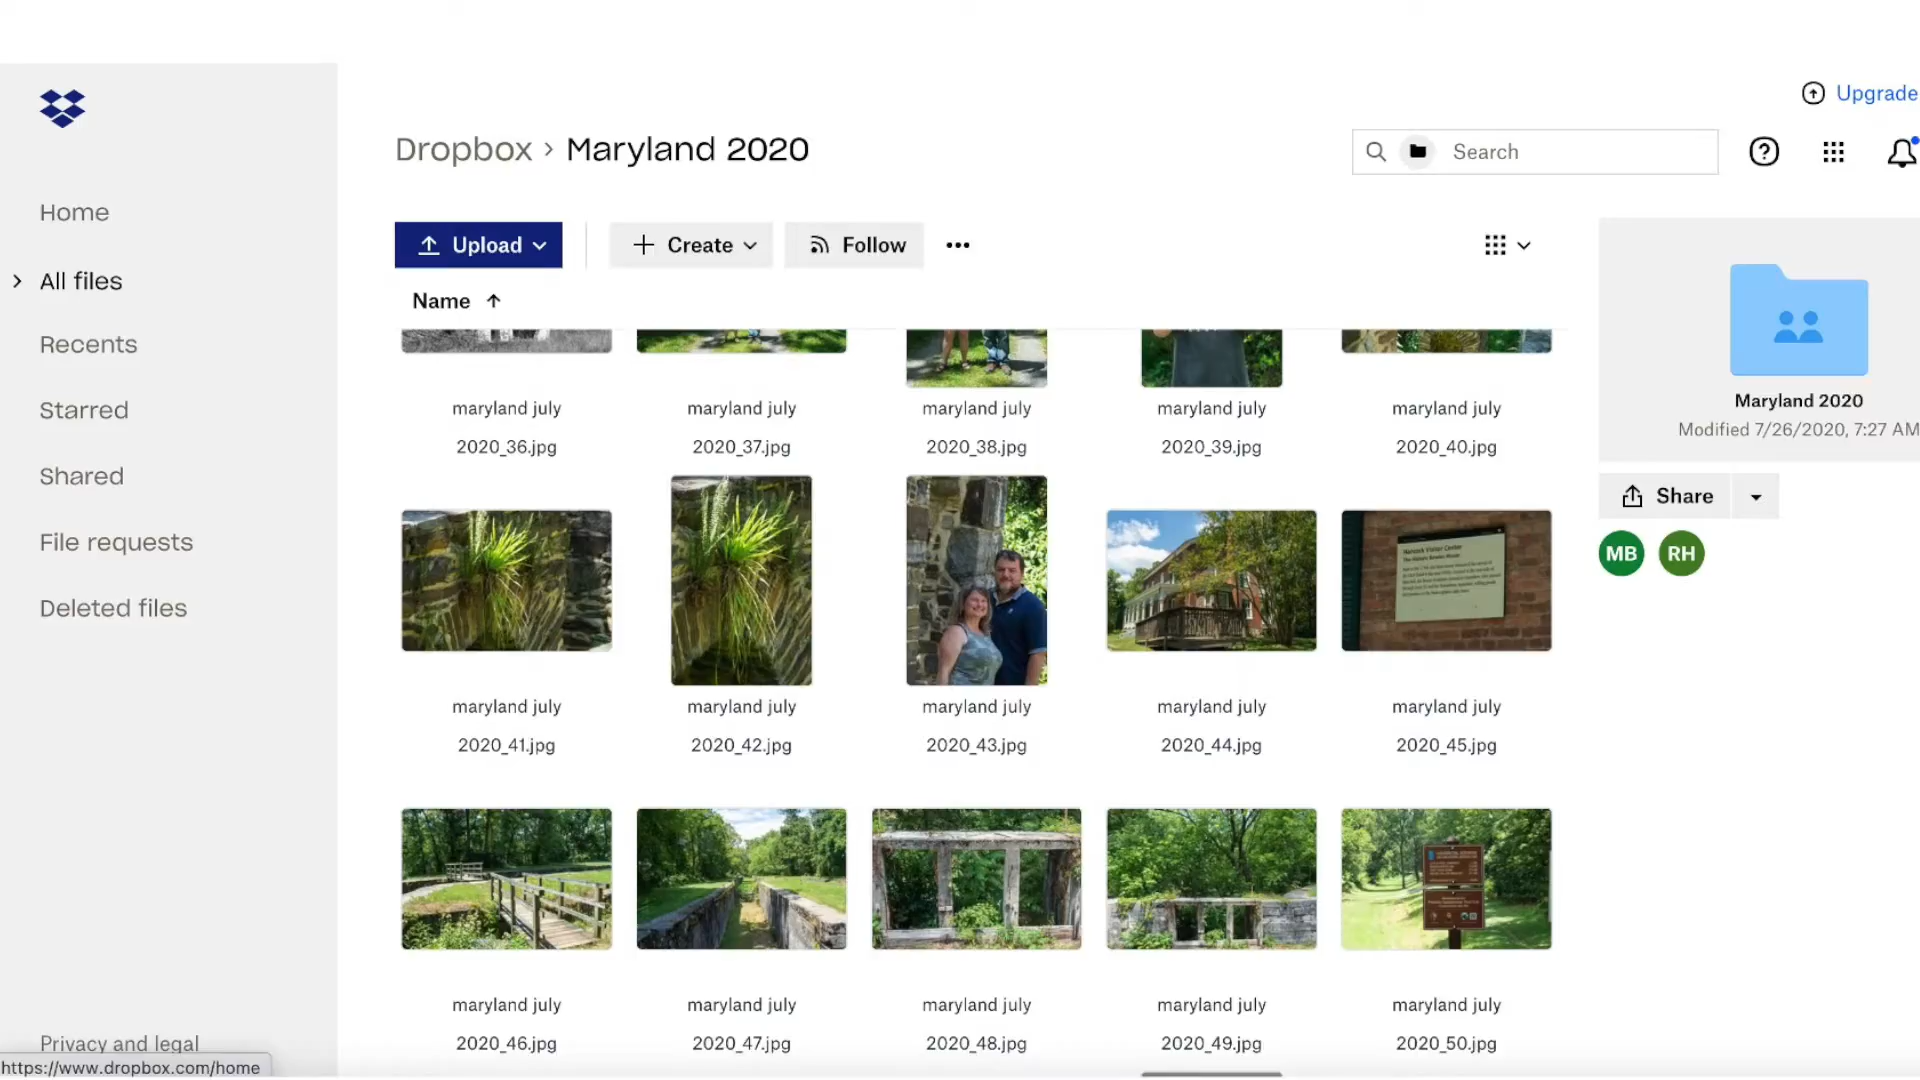 Upgrade
Dropbox › Maryland 2020
Search
Home
All files
Recents
Starred
Shared
File requests
Deleted files
Upload
Create
Follow
Name
maryland july
2020_36.jpg
maryland july
2020_37.jpg
maryland july
2020_38.jpg
maryland july
2020_39.jpg
maryland july
2020_40.jpg
maryland july
2020_41.jpg
maryland july
2020_42.jpg
maryland july
2020_43.jpg
maryland july
2020_44.jpg
Hancock Visitor Center
maryland july
2020_45.jpg
maryland july
2020_46.jpg
maryland july
2020_47.jpg
maryland july
2020_48.jpg
maryland july
2020_49.jpg
maryland july
2020_50.jpg
Maryland 2020
Modified 7/26/2020, 7:27 AM
Share
MB
RH
Privacy and legal
https://www.dropbox.com/home